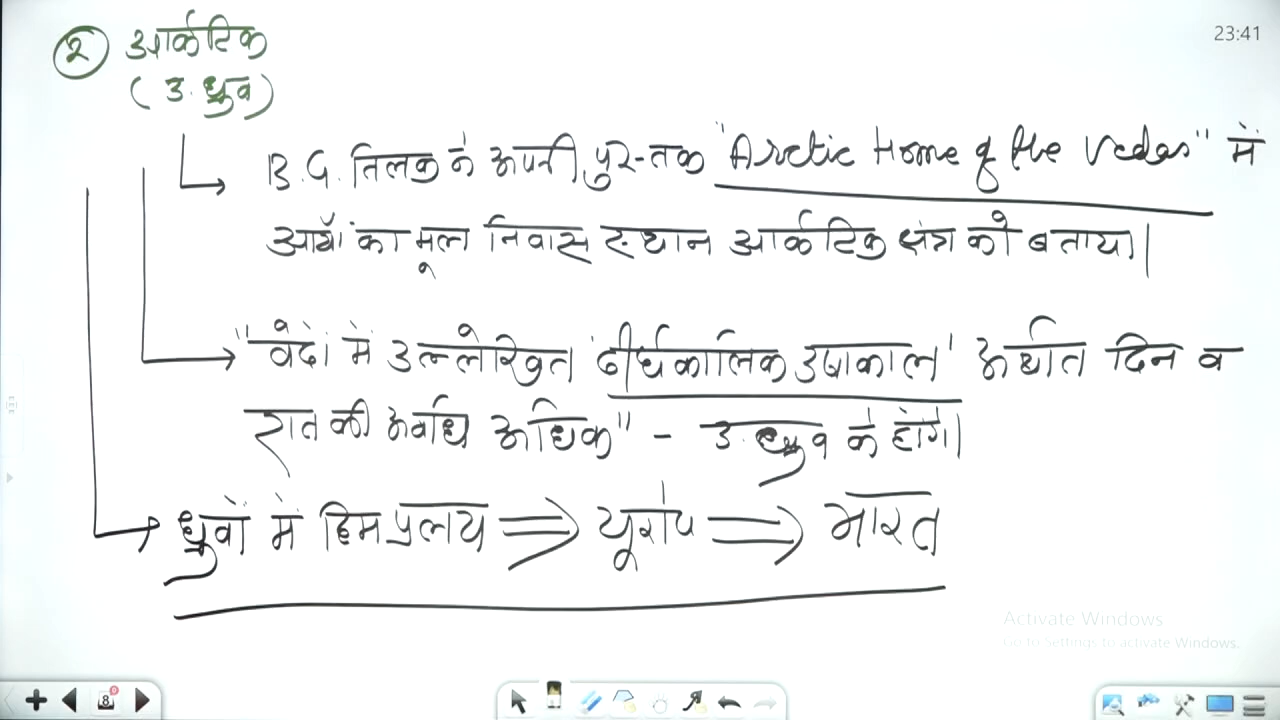 23:41
② आर्कटिक
(उ. ध्रुव)
B.G. तिलक ने अपनी पुस्तक "Arctic Home of the Vedas" में
आर्यों का मूल निवास स्थान आर्कटिक क्षेत्र को बताया।
"वेदों में उल्लेखित 'दीर्घकालिक उषाकाल' अर्थात दिन व
रात की अवधि अधिक" - उ. ध्रुव के होंगे।
ध्रुवों में हिम प्रलय ⇒ यूरोप ⇒ भारत
Activate Windows
Go to Settings to activate Windows.
8